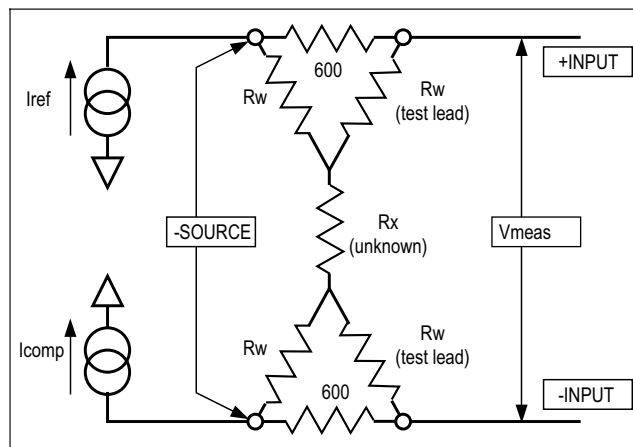 600
+INPUT
Iref
Rw
Rw
(test lead)
-SOURCE
Rx
(unknown)
Vmeas
Icomp
Rw
Rw
(test lead)
600
-INPUT